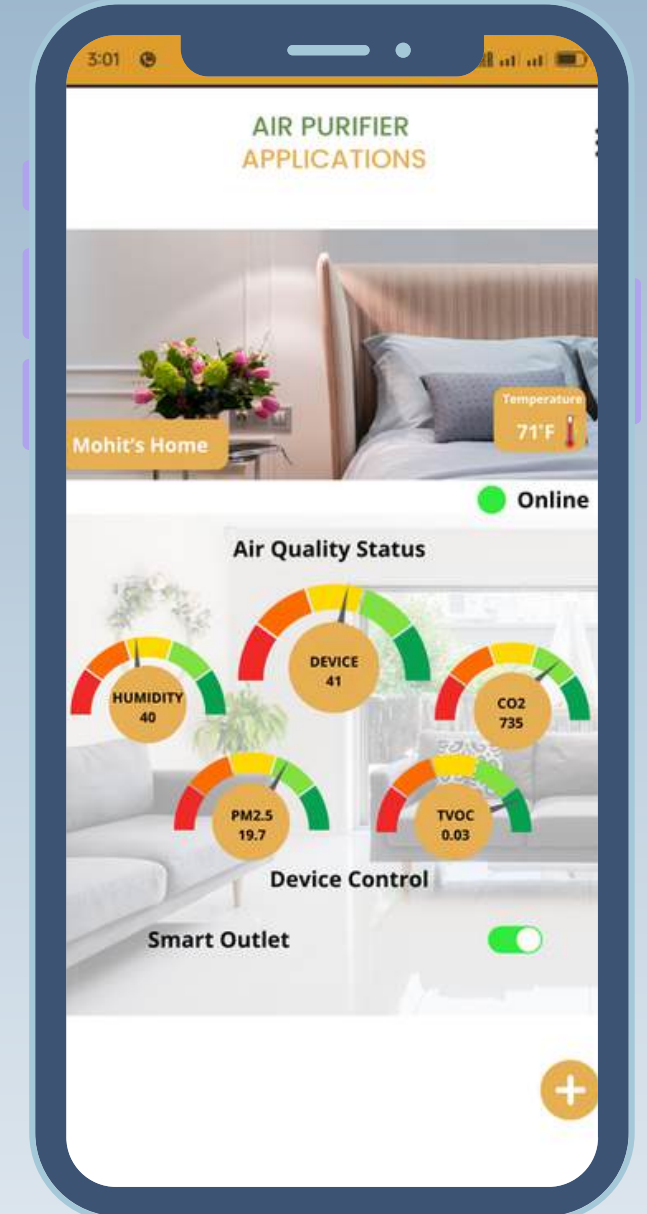 3:01
AIR PURIFIER
APPLICATIONS
Temperature
71°F
Mohit's Home
Online
Air Quality Status
DEVICE
41
HUMIDITY
40
CO2
735
PM2.5
19.7
TVOC
0.03
Device Control
Smart Outlet